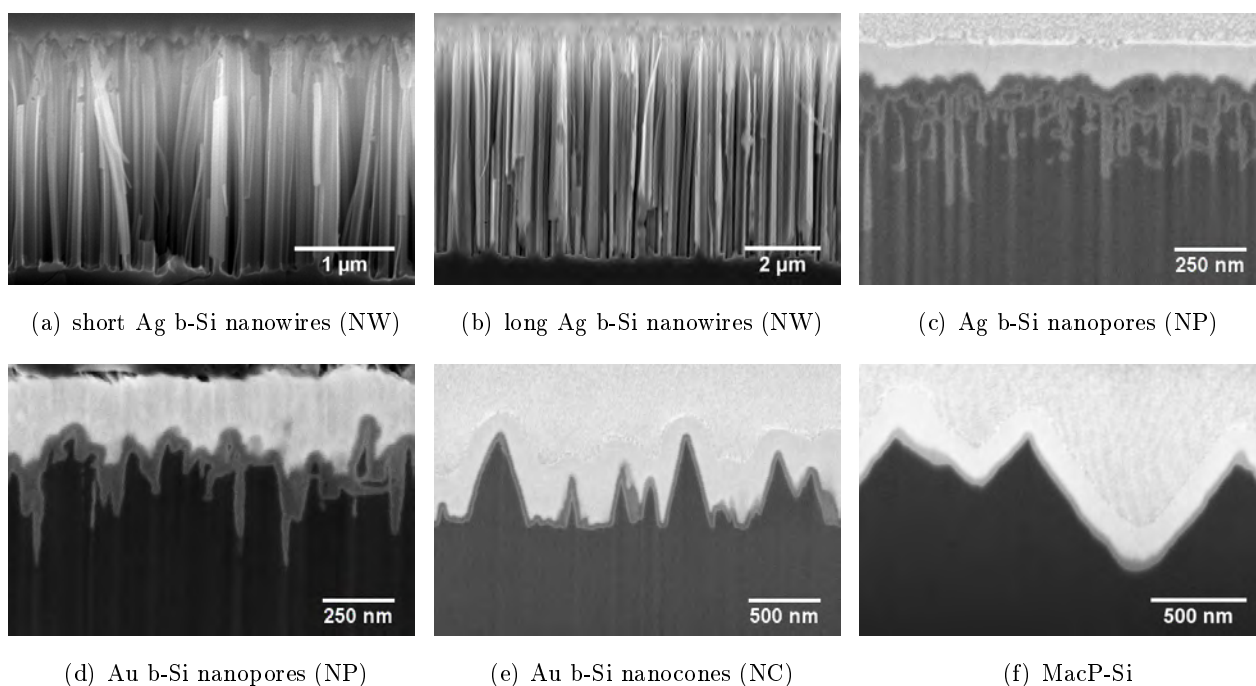 1 µm
2 µm
250 nm
(a) short Ag b-Si nanowires (NW)
(b) long Ag b-Si nanowires (NW)
(c) Ag b-Si nanopores (NP)
250 nm
500 nm
500 nm
(d) Au b-Si nanopores (NP)
(e) Au b-Si nanocones (NC)
(f) MacP-Si